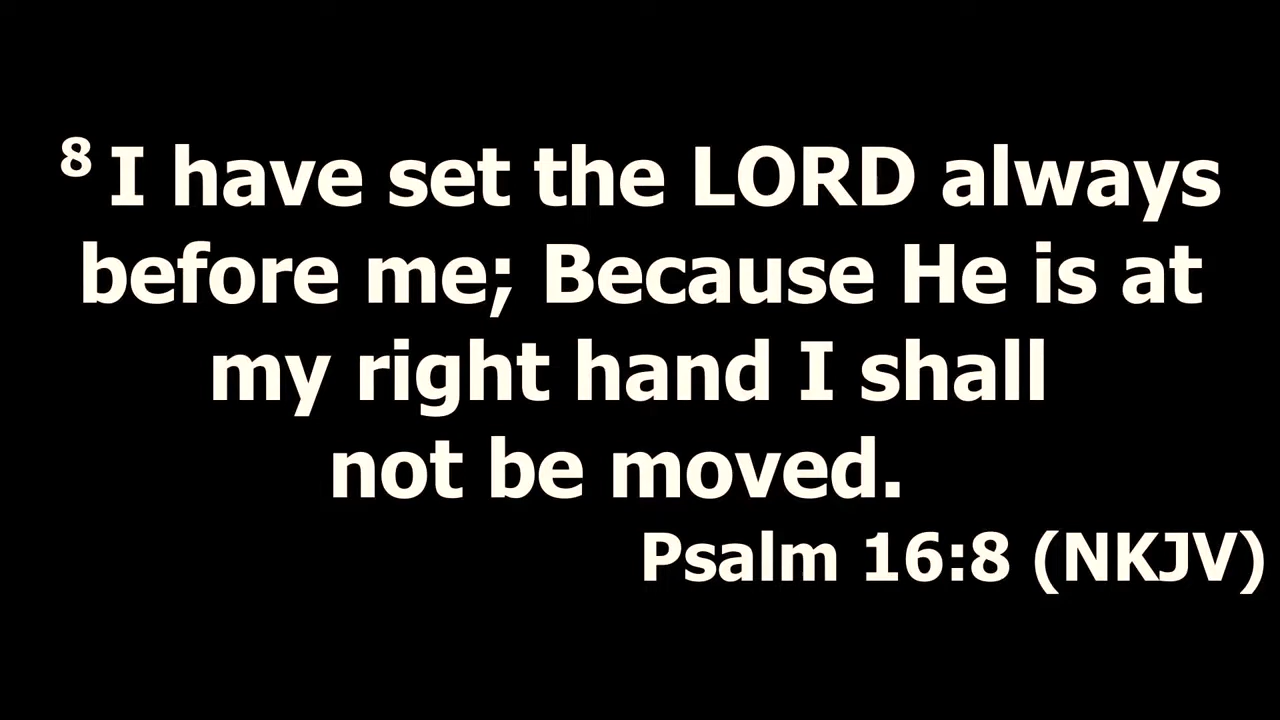 ⁸ I have set the LORD always
before me; Because He is at
my right hand I shall
not be moved.
Psalm 16:8 (NKJV)